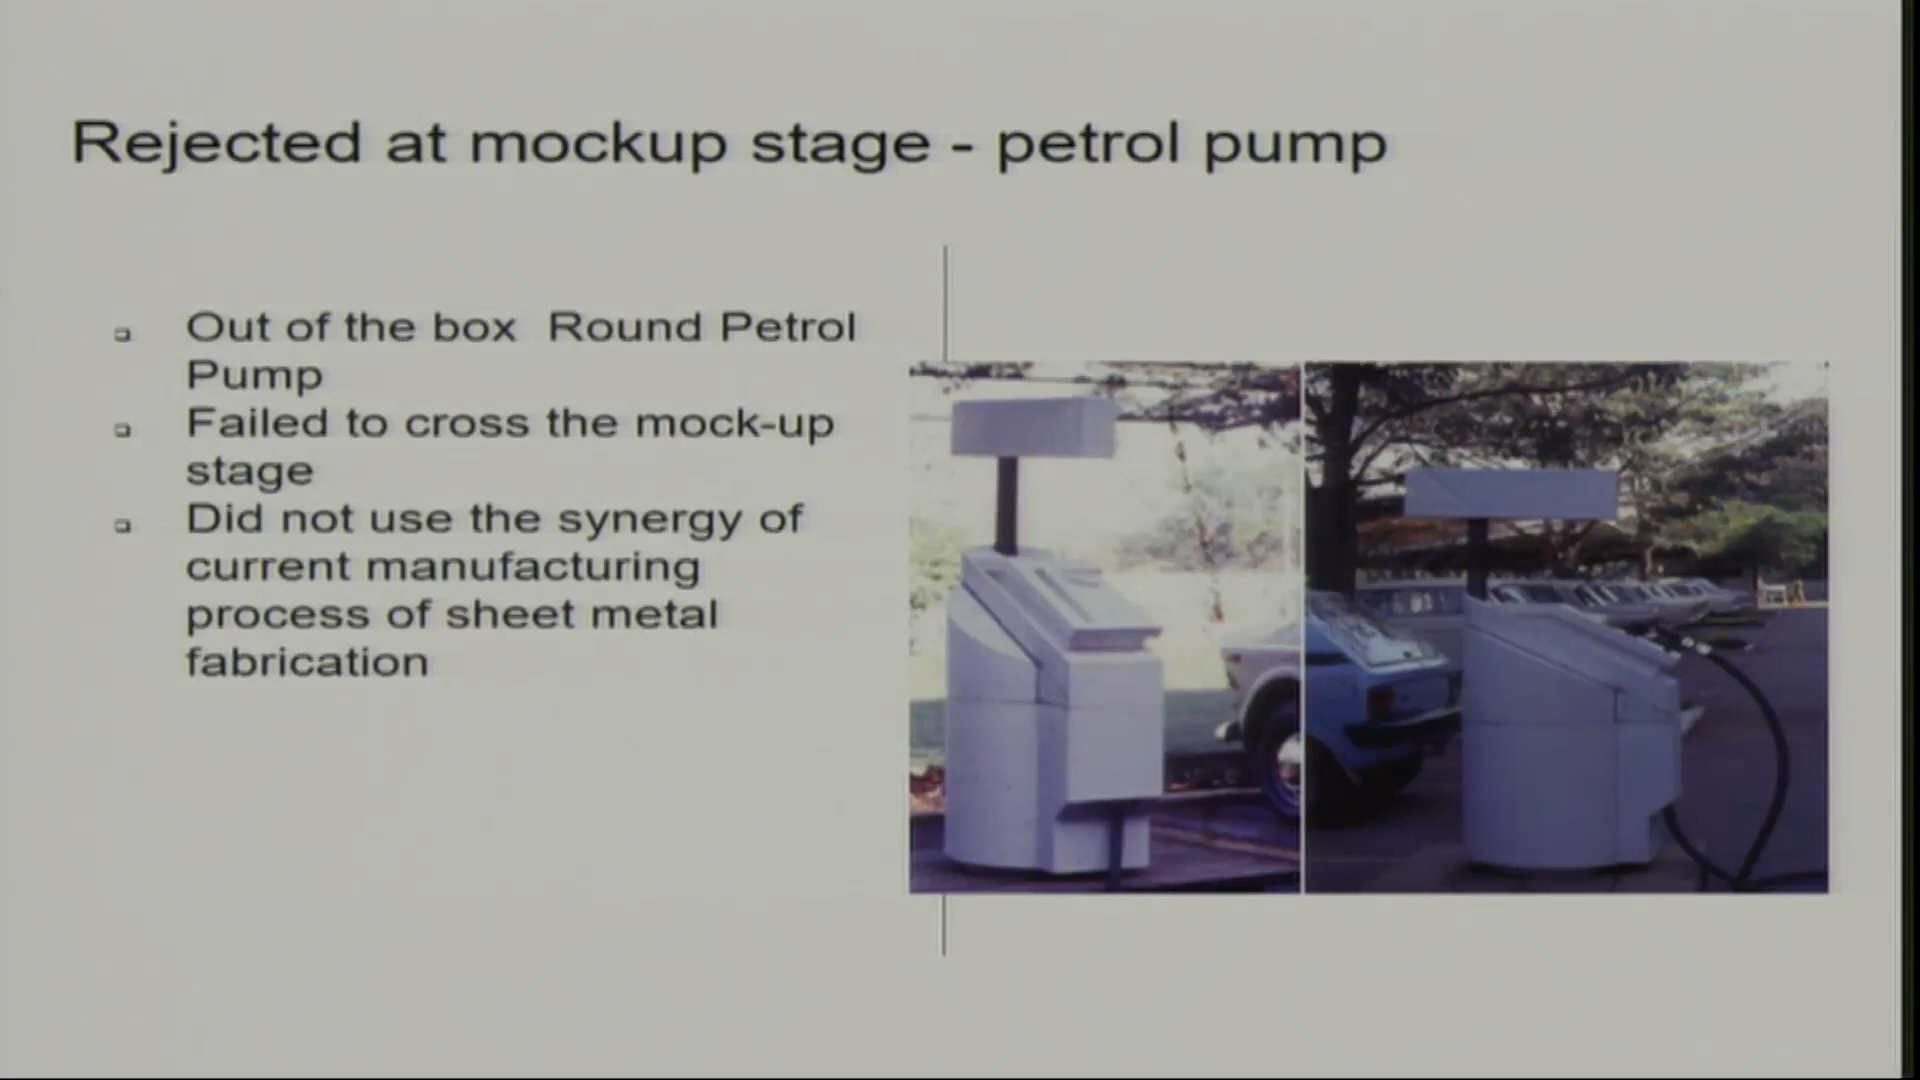 Rejected at mockup stage - petrol pump
Out of the box Round Petrol
Pump
Failed to cross the mock-up
stage
Did not use the synergy of
current manufacturing
process of sheet metal
fabrication